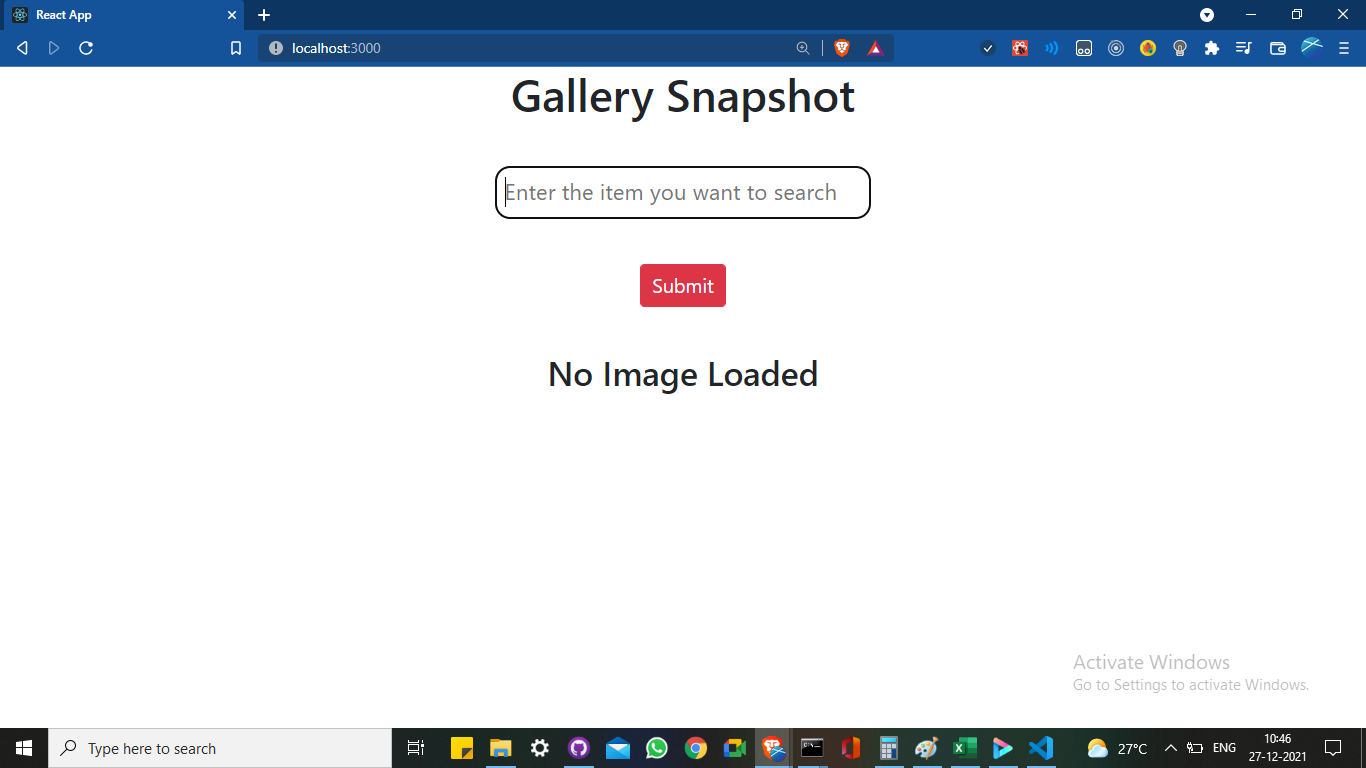 React App
localhost:3000
Gallery Snapshot
Enter the item you want to search
Submit
No Image Loaded
Activate Windows
Go to Settings to activate Windows.
Type here to search
27°C
ENG
10:46
27-12-2021